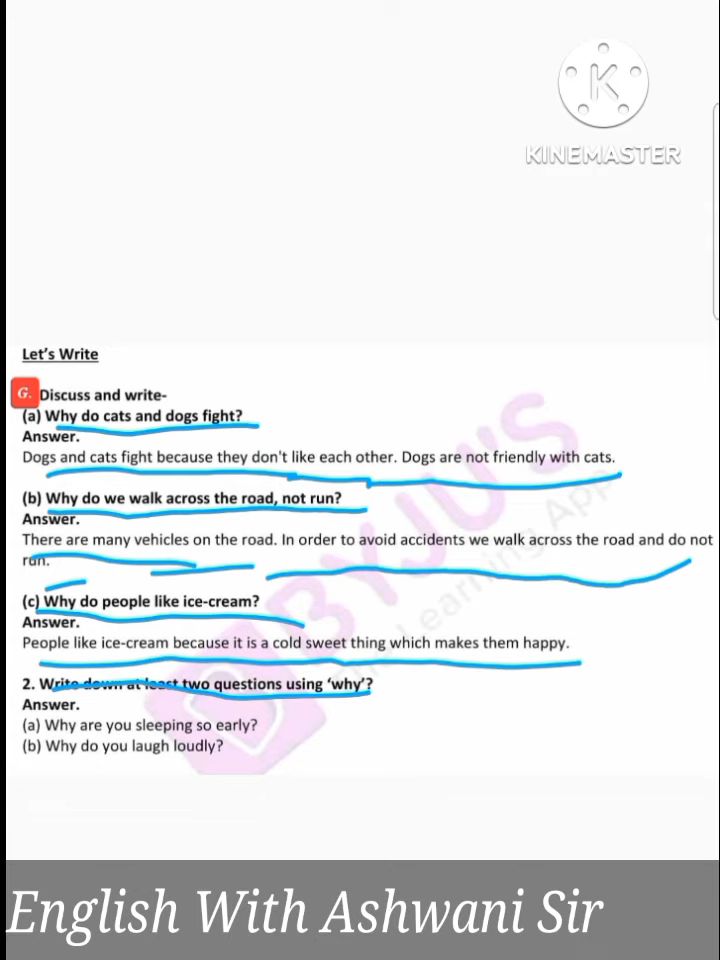 K
KINEMASTER
Let's Write
G. Discuss and write-
(a) Why do cats and dogs fight?
Answer.
Dogs and cats fight because they don't like each other. Dogs are not friendly with cats.
(b) Why do we walk across the road, not run?
Answer.
There are many vehicles on the road. In order to avoid accidents we walk across the road and do not
run.
(c) Why do people like ice-cream?
Answer.
People like ice-cream because it is a cold sweet thing which makes them happy.
2. Write down at least two questions using ‘why’?
Answer.
(a) Why are you sleeping so early?
(b) Why do you laugh loudly?
BYJU'S
The Learning App
English With Ashwani Sir